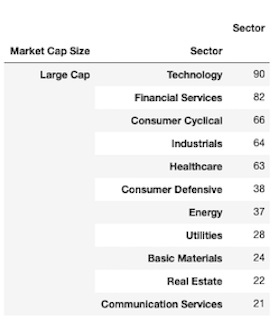 Sector
Market Cap Size Sector
Large Cap Technology 90
Financial Services 82
Consumer Cyclical 66
Industrials 64
Healthcare 63
Consumer Defensive 38
Energy 37
Utilities 28
Basic Materials 24
Real Estate 22
Communication Services 21